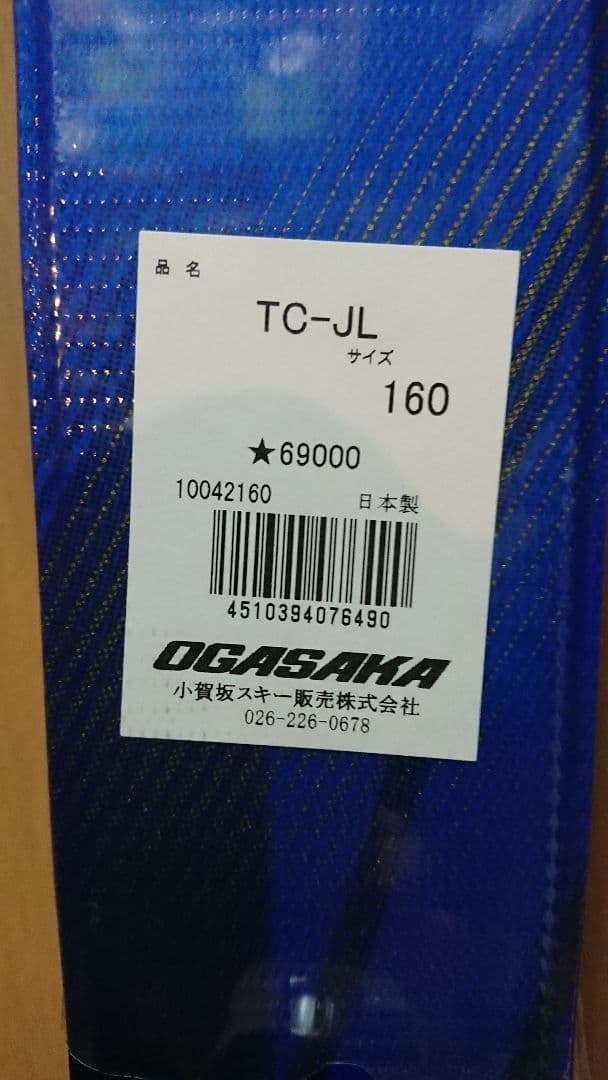 品 名
TC-JL
サイズ
160
★69000
10042160 日本製
4510394076490
OGASAKA
小賀坂スキー販売株式会社
026-226-0678